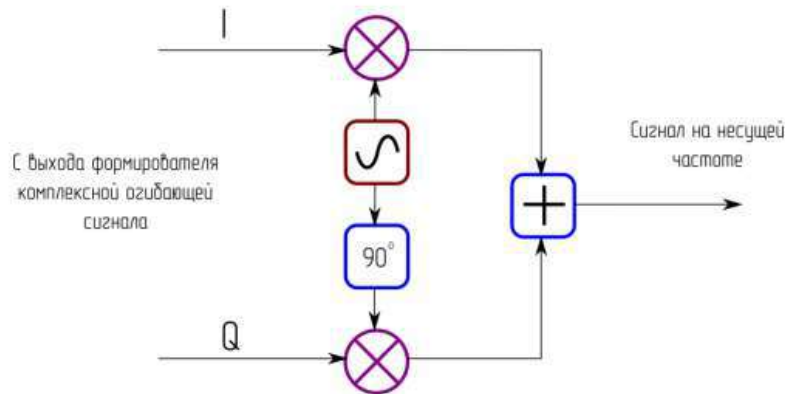 I
С выхода формирователя
комплексной огибающей
сигнала
90°
Q
Сигнал на несущей
частоте